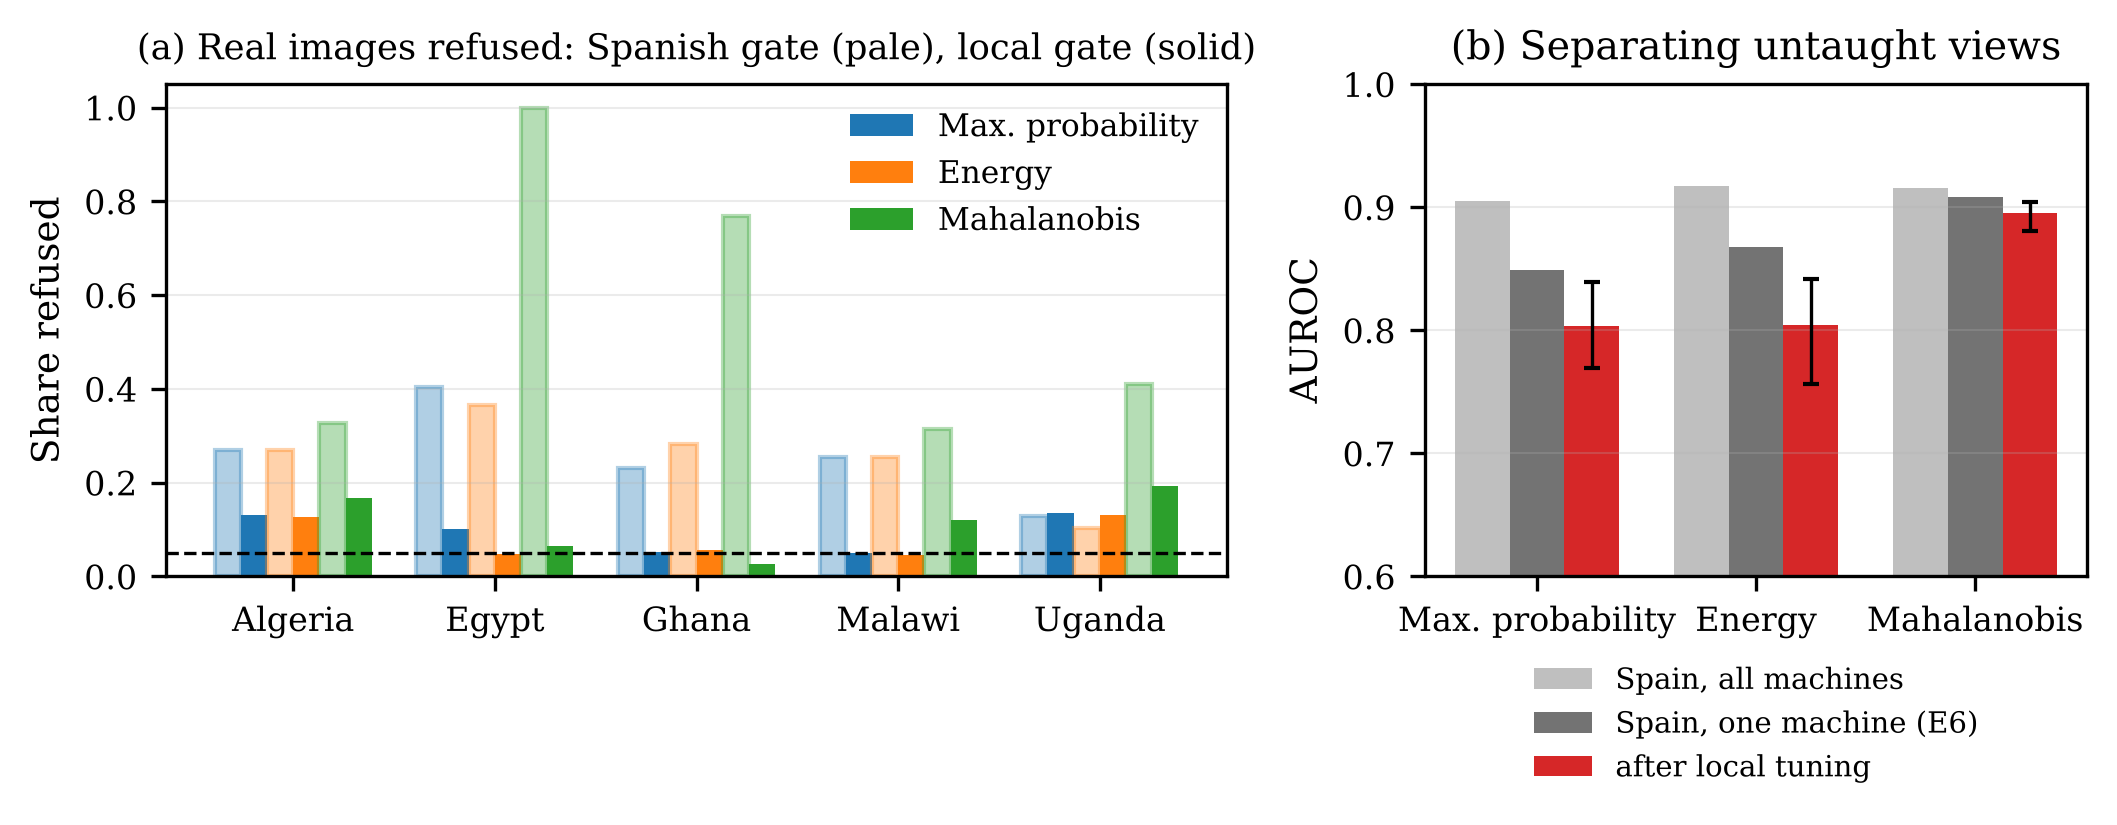 (a) Real images refused: Spanish gate (pale), local gate (solid)
Share refused
1.0
0.8
0.6
0.4
0.2
0.0
Max. probability
Energy
Mahalanobis
Algeria Egypt Ghana Malawi Uganda
(b) Separating untaught views
AUROC
1.0
0.9
0.8
0.7
0.6
Max. probability Energy Mahalanobis
Spain, all machines
Spain, one machine (E6)
after local tuning